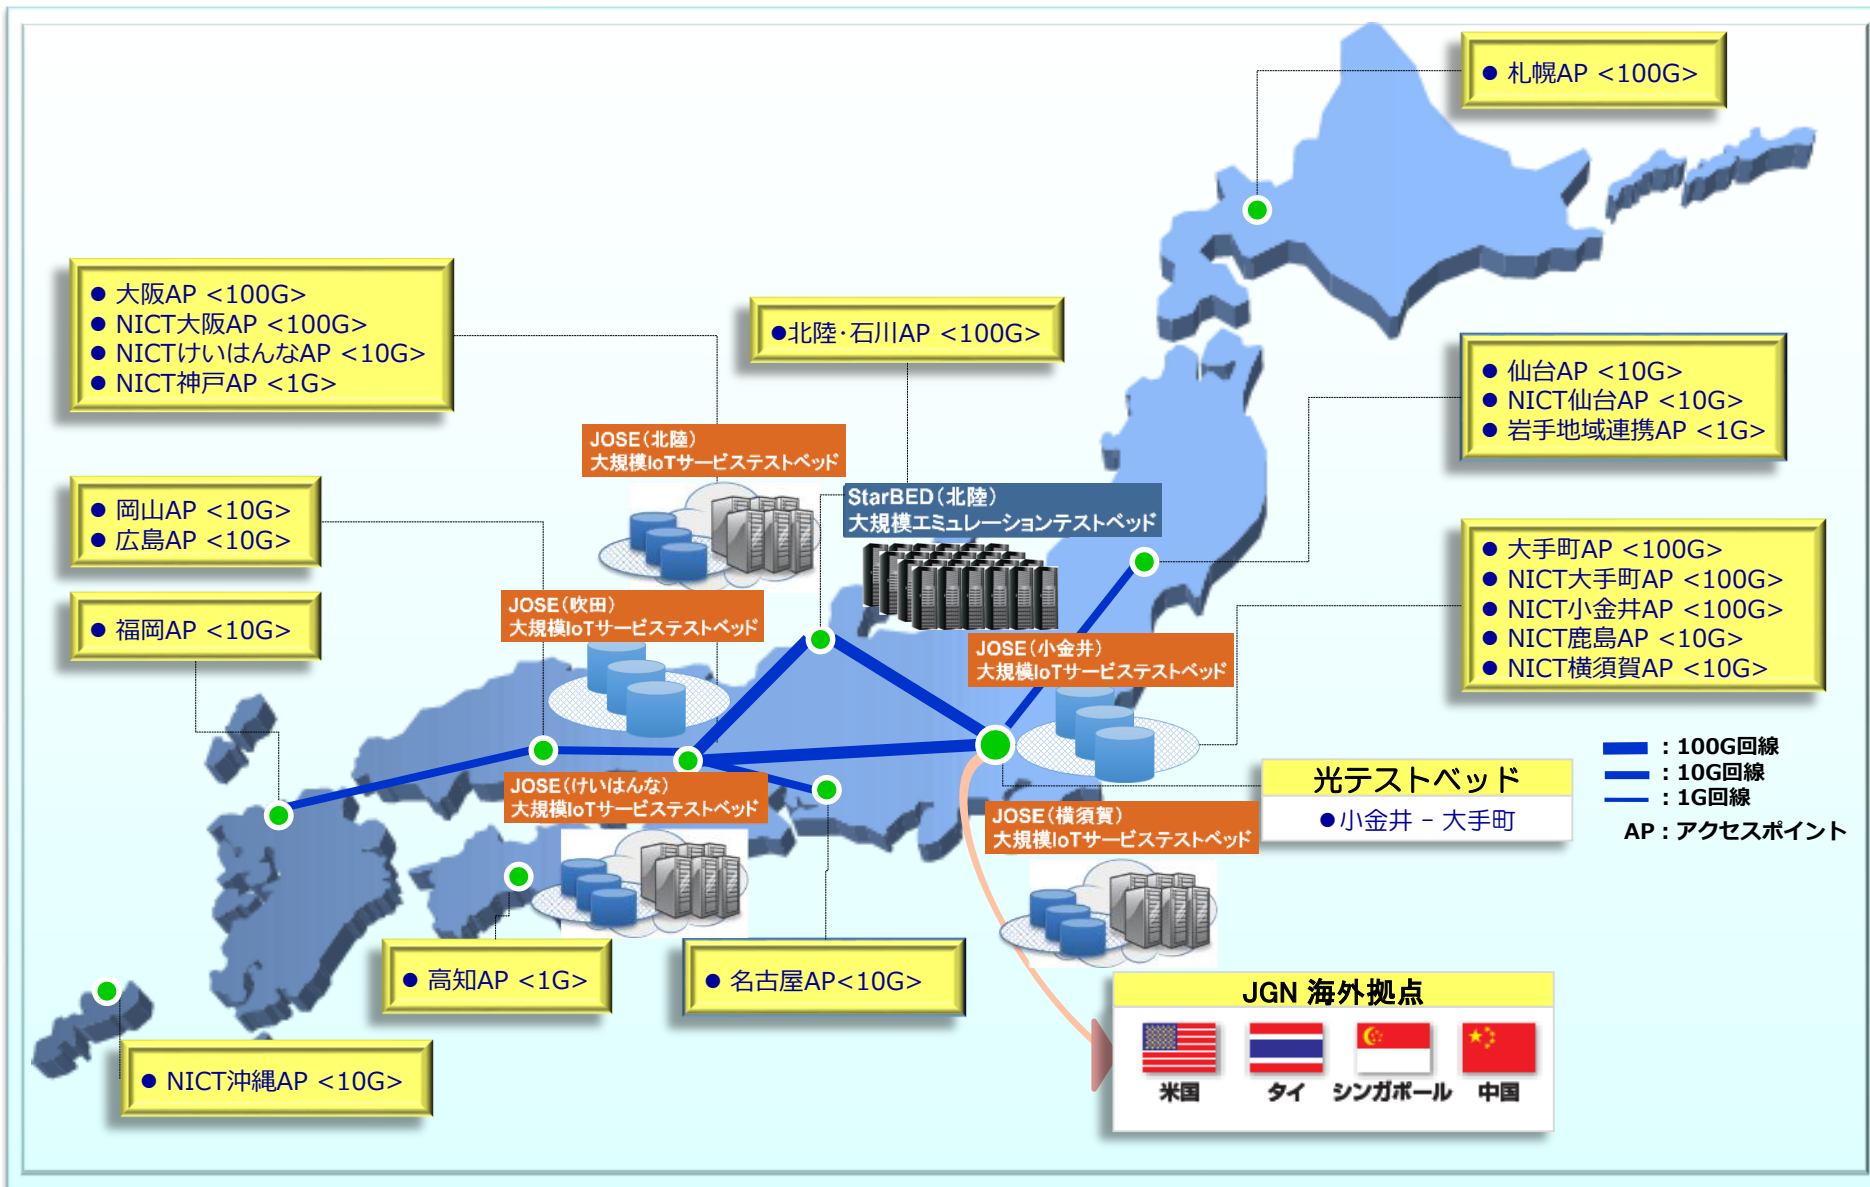 ● 札幌AP <100G>
● 大阪AP <100G>
● NICT大阪AP <100G>
● NICTけいはんなAP <10G>
● NICT神戸AP <1G>
●北陸･石川AP <100G>
● 仙台AP <10G>
● NICT仙台AP <10G>
● 岩手地域連携AP <1G>
JOSE(北陸)
大規模IoTサービステストベッド
StarBED(北陸)
大規模エミュレーションテストベッド
● 岡山AP <10G>
● 広島AP <10G>
● 大手町AP <100G>
● NICT大手町AP <100G>
● NICT小金井AP <100G>
● NICT鹿島AP <10G>
● NICT横須賀AP <10G>
● 福岡AP <10G>
JOSE(吹田)
大規模IoTサービステストベッド
JOSE(小金井)
大規模IoTサービステストベッド
：100G回線
：10G回線
：1G回線
AP：アクセスポイント
光テストベッド
●小金井 － 大手町
JOSE(けいはんな)
大規模IoTサービステストベッド
JOSE(横須賀)
大規模IoTサービステストベッド
● 高知AP <1G>
● 名古屋AP<10G>
● NICT沖縄AP <10G>
JGN 海外拠点
米国
タイ
シンガポール
中国